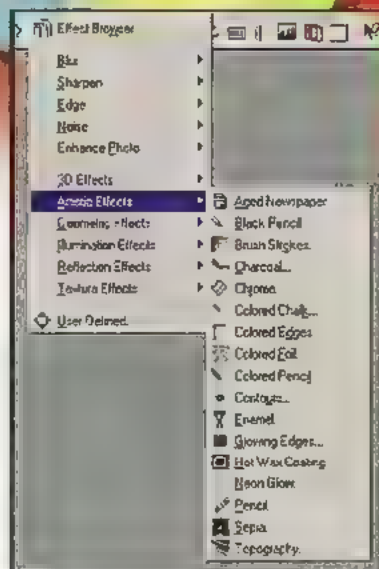 Effect Browser
Blur
Sharpen
Edge
Noise
Enhance Photo
3D Effects
Artistic Effects
Geometric Effects
Illumination Effects
Reflection Effects
Texture Effects
User Defined
Aged Newspaper
Black Pencil
Brush Strokes...
Charcoal...
Chrome
Colored Chalk...
Colored Edges
Colored Foil
Colored Pencil
Contours...
Enamel
Glowing Edges...
Hot Wax Coating
Neon Glow
Pencil
Sepia
Topography...